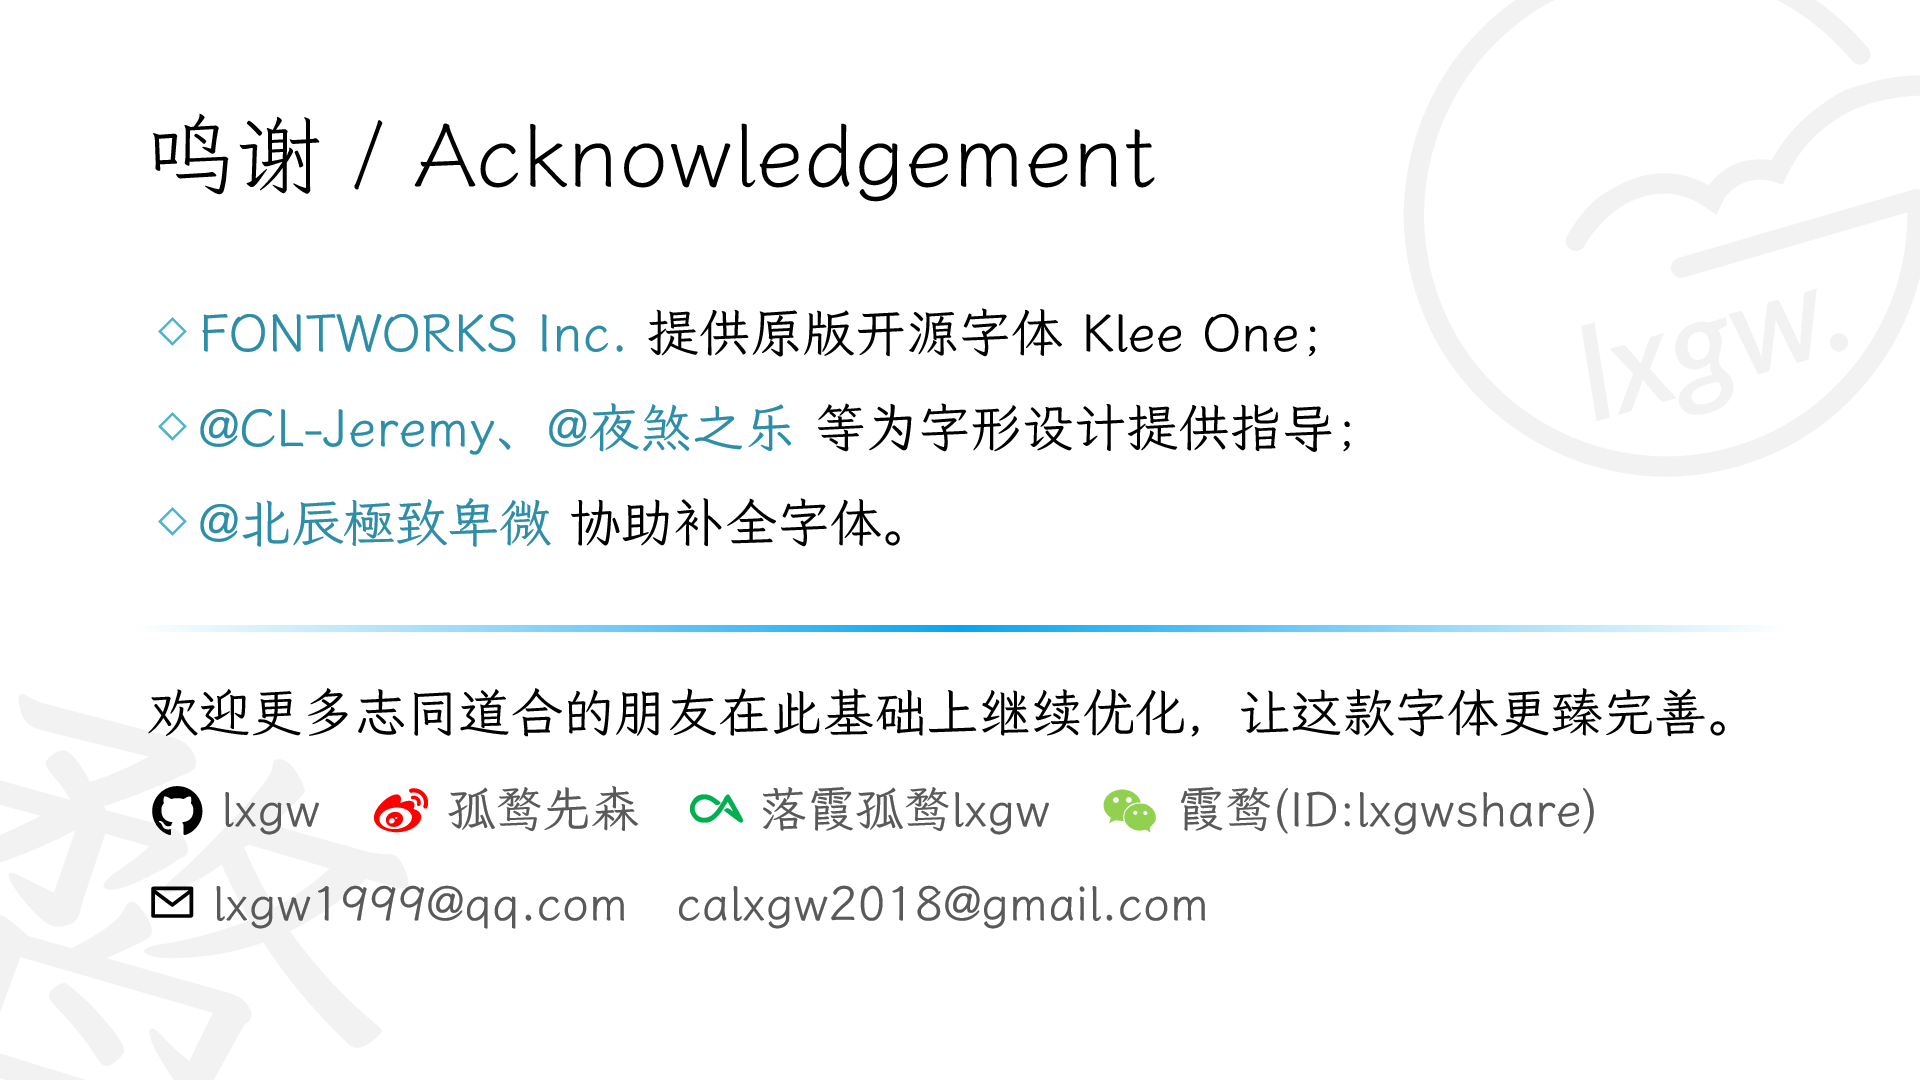 鸣谢 / Acknowledgement
lxgw.
FONTWORKS Inc. 提供原版开源字体 Klee One；
@CL-Jeremy、@夜煞之乐 等为字形设计提供指导；
@北辰極致卑微 协助补全字体。
欢迎更多志同道合的朋友在此基础上继续优化，让这款字体更臻完善。
lxgw 孤鹜先森 落霞孤鹜lxgw 霞鹜(ID:lxgwshare)
lxgw1999@qq.com calxgw2018@gmail.com